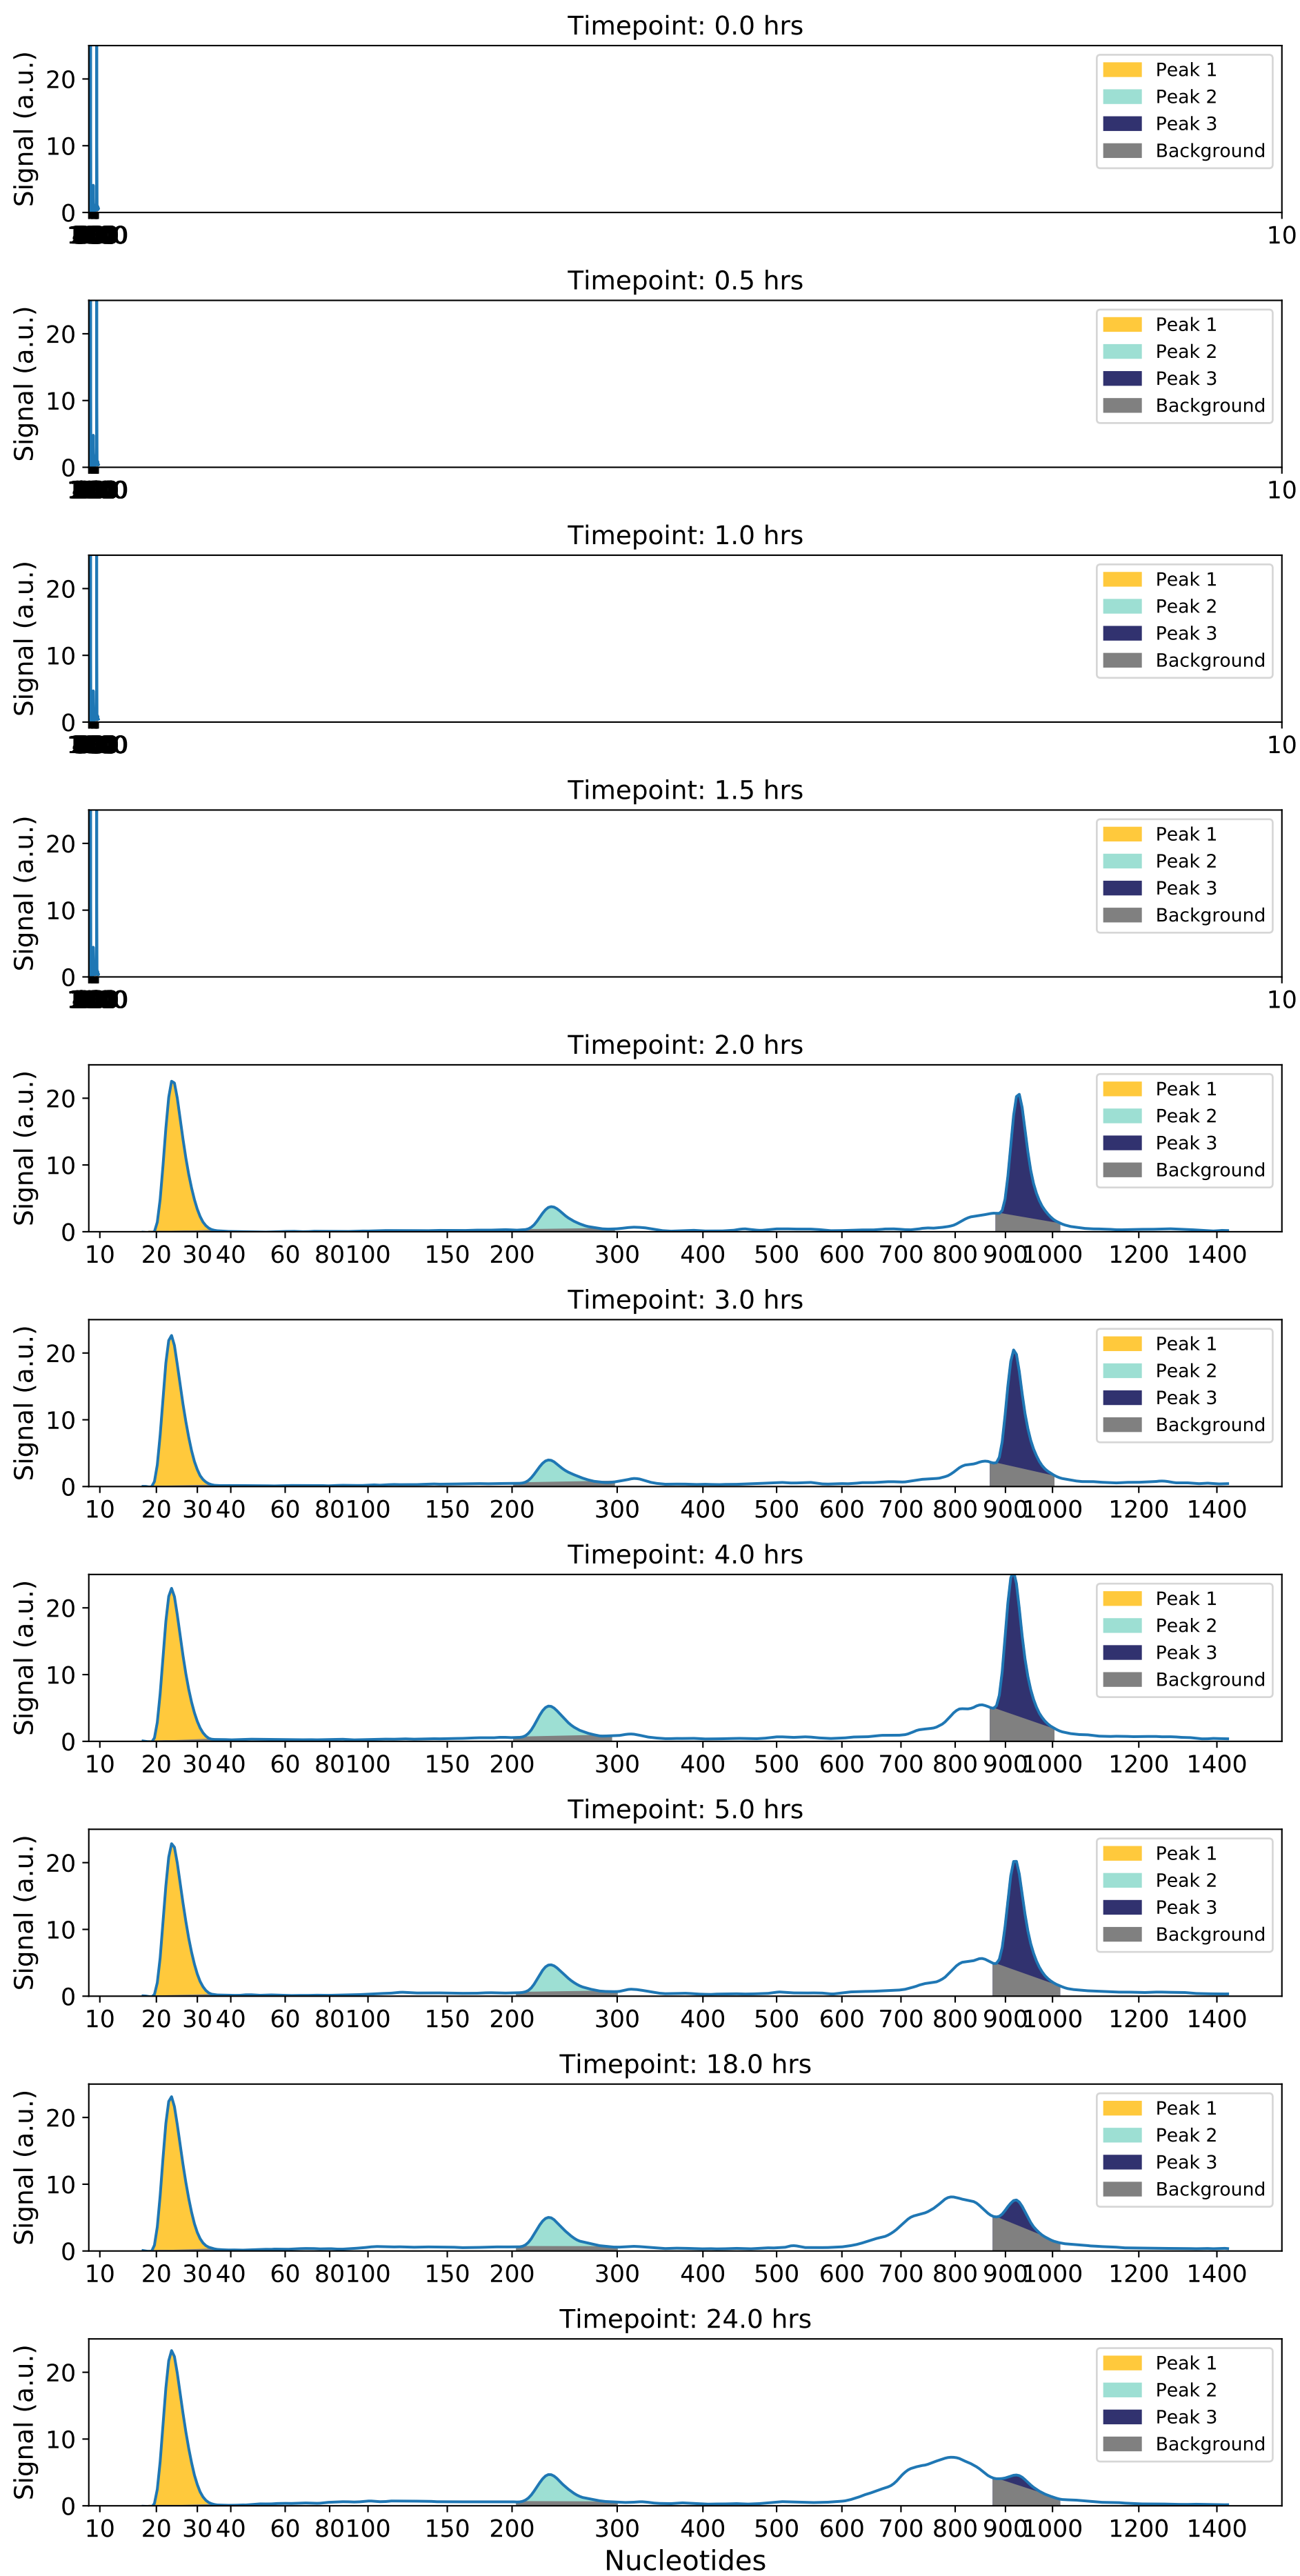 Timepoint: 0.0 hrs
Signal (a.u.)
20
10
0
Peak 1
Peak 2
Peak 3
Background
10
Timepoint: 0.5 hrs
Signal (a.u.)
20
10
0
Peak 1
Peak 2
Peak 3
Background
10
Timepoint: 1.0 hrs
Signal (a.u.)
20
10
0
Peak 1
Peak 2
Peak 3
Background
10
Timepoint: 1.5 hrs
Signal (a.u.)
20
10
0
Peak 1
Peak 2
Peak 3
Background
10
Timepoint: 2.0 hrs
Signal (a.u.)
20
10
0
Peak 1
Peak 2
Peak 3
Background
10 20 30 40 60 80 100 150 200 300 400 500 600 700 800 900 1000 1200 1400
Timepoint: 3.0 hrs
Signal (a.u.)
20
10
0
Peak 1
Peak 2
Peak 3
Background
10 20 30 40 60 80 100 150 200 300 400 500 600 700 800 900 1000 1200 1400
Timepoint: 4.0 hrs
Signal (a.u.)
20
10
0
Peak 1
Peak 2
Peak 3
Background
10 20 30 40 60 80 100 150 200 300 400 500 600 700 800 900 1000 1200 1400
Timepoint: 5.0 hrs
Signal (a.u.)
20
10
0
Peak 1
Peak 2
Peak 3
Background
10 20 30 40 60 80 100 150 200 300 400 500 600 700 800 900 1000 1200 1400
Timepoint: 18.0 hrs
Signal (a.u.)
20
10
0
Peak 1
Peak 2
Peak 3
Background
10 20 30 40 60 80 100 150 200 300 400 500 600 700 800 900 1000 1200 1400
Timepoint: 24.0 hrs
Signal (a.u.)
20
10
0
Peak 1
Peak 2
Peak 3
Background
10 20 30 40 60 80 100 150 200 300 400 500 600 700 800 900 1000 1200 1400
Nucleotides